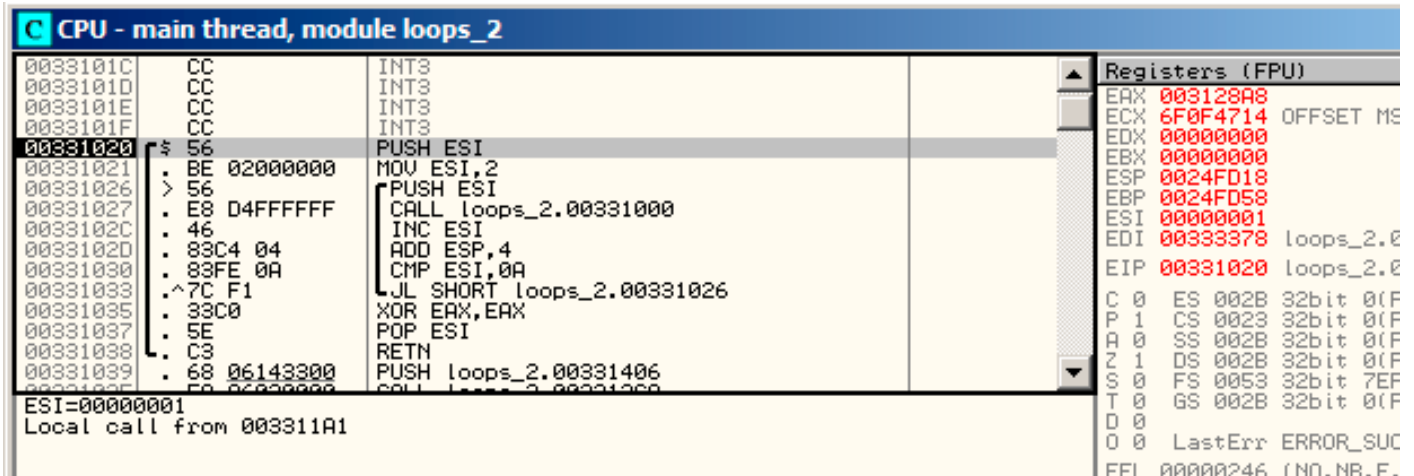 C CPU - main thread, module loops_2
0033101C CC INT3
0033101D CC INT3
0033101E CC INT3
0033101F CC INT3
00331020 $ 56 PUSH ESI
00331021 . BE 02000000 MOV ESI,2
00331026 > 56 PUSH ESI
00331027 . E8 D4FFFFFF CALL loops_2.00331000
0033102C . 46 INC ESI
0033102D . 83C4 04 ADD ESP,4
00331030 . 83FE 0A CMP ESI,0A
00331033 .^7C F1 JL SHORT loops_2.00331026
00331035 . 33C0 XOR EAX,EAX
00331037 . 5E POP ESI
00331038 . C3 RETN
00331039 . 68 06143300 PUSH loops_2.00331406
ESI=00000001
Local call from 003311A1
Registers (FPU)
EAX 003128A8
ECX 6F0F4714 OFFSET MS
EDX 00000000
EBX 00000000
ESP 0024FD18
EBP 0024FD58
ESI 00000001
EDI 00333378 loops_2.0
EIP 00331020 loops_2.0
C 0 ES 002B 32bit 0(F
P 1 CS 0023 32bit 0(F
A 0 SS 002B 32bit 0(F
Z 1 DS 002B 32bit 0(F
S 0 FS 0053 32bit 7EF
T 0 GS 002B 32bit 0(F
D 0
O 0 LastErr ERROR_SUC
EFL 00000246 (NO,NB,E,